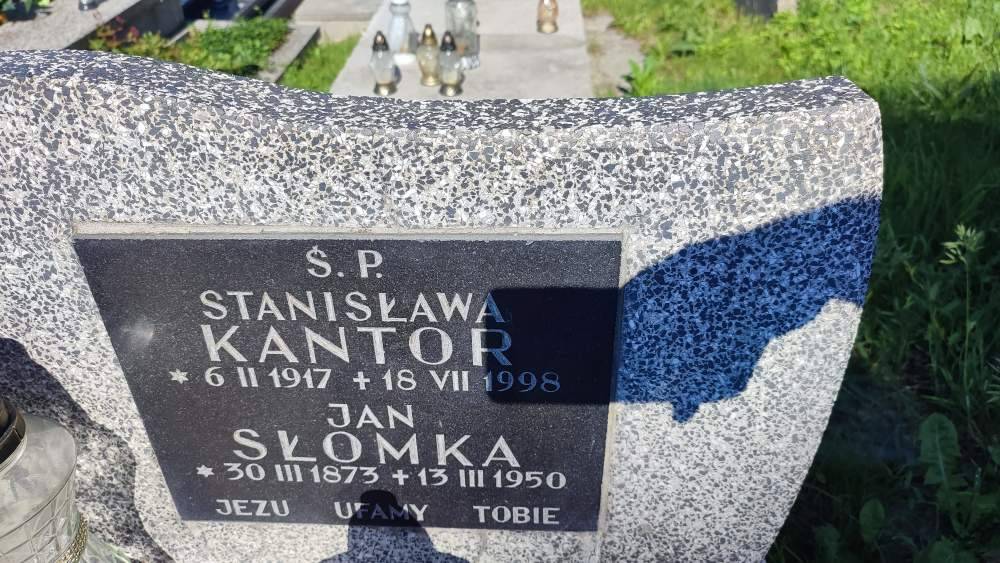 Ś. P.
STANISŁAWA
KANTOR
* 6 II 1917 + 18 VII 1998
JAN
SŁOMKA
* 30 III 1873 + 13 III 1950
JEZU UFAMY TOBIE